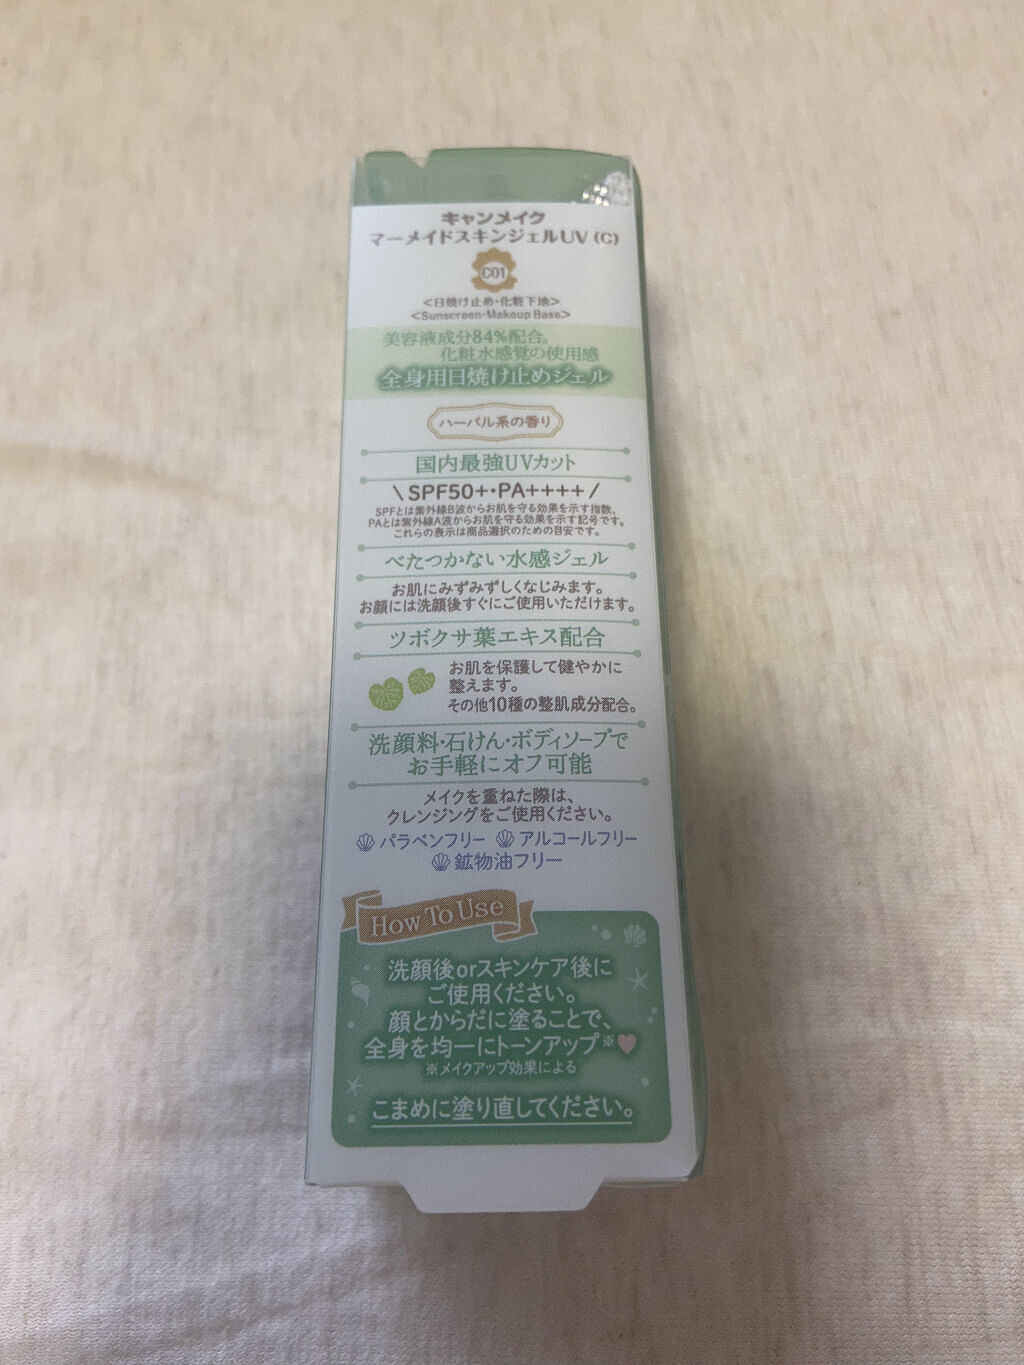 キャンメイク
マーメイドスキンジェルUV (C)
C01
<日焼け止め・化粧下地>
<Sunscreen・Makeup Base>
美容液成分84%配合。
化粧水感覚の使用感
全身用日焼け止めジェル
ハーバル系の香り
国内最強UVカット
\ SPF50+・PA++++ /
SPFとは紫外線B波からお肌を守る効果を示す指数、
PAとは紫外線A波からお肌を守る効果を示す記号です。
これらの表示は商品選択のための目安です。
べたつかない水感ジェル
お肌にみずみずしくなじみます。
お顔には洗顔後すぐにご使用いただけます。
ツボクサ葉エキス配合
お肌を保護して健やかに
整えます。
その他10種の整肌成分配合。
洗顔料・石けん・ボディソープで
お手軽にオフ可能
メイクを重ねた際は、
クレンジングをご使用ください。
パラベンフリー アルコールフリー
鉱物油フリー
How To Use
洗顔後orスキンケア後に
ご使用ください。
顔とからだに塗ることで、
全身を均一にトーンアップ※♥
※メイクアップ効果による
こまめに塗り直してください。